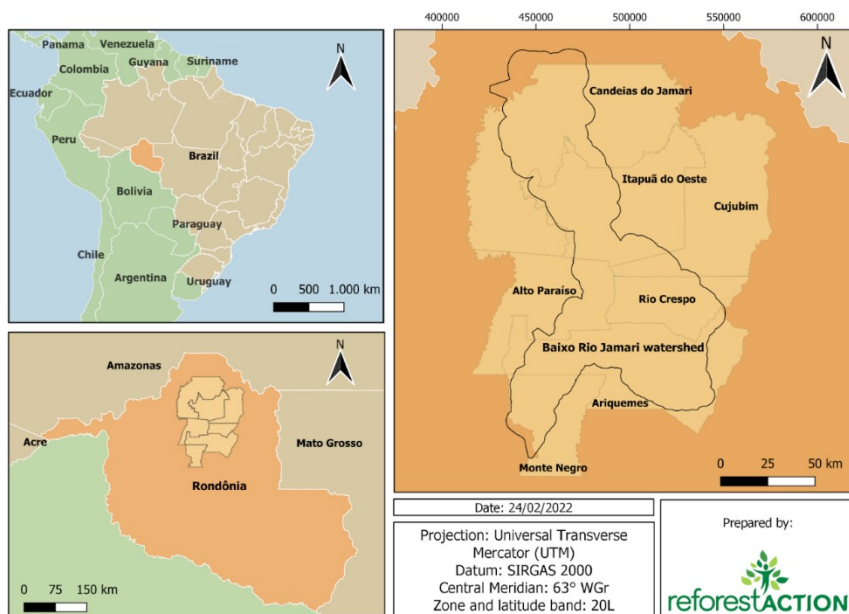 Panama
Venezuela
Guyana
Suriname
Colombia
Ecuador
Peru
Brazil
Bolivia
Paraguay
Chile
Argentina
Uruguay
N
0 500 1.000 km
Amazonas
N
Acre
Mato Grosso
Rondônia
0 75 150 km
400000 450000 500000 550000 600000
N
Candeias do Jamari
Itapuã do Oeste
Cujubim
Alto Paraíso
Rio Crespo
Baixo Rio Jamari watershed
Ariquemes
Monte Negro
0 25 50 km
Date: 24/02/2022
Projection: Universal Transverse
Mercator (UTM)
Datum: SIRGAS 2000
Central Meridian: 63° WGr
Zone and latitude band: 20L
Prepared by:
reforestACTION